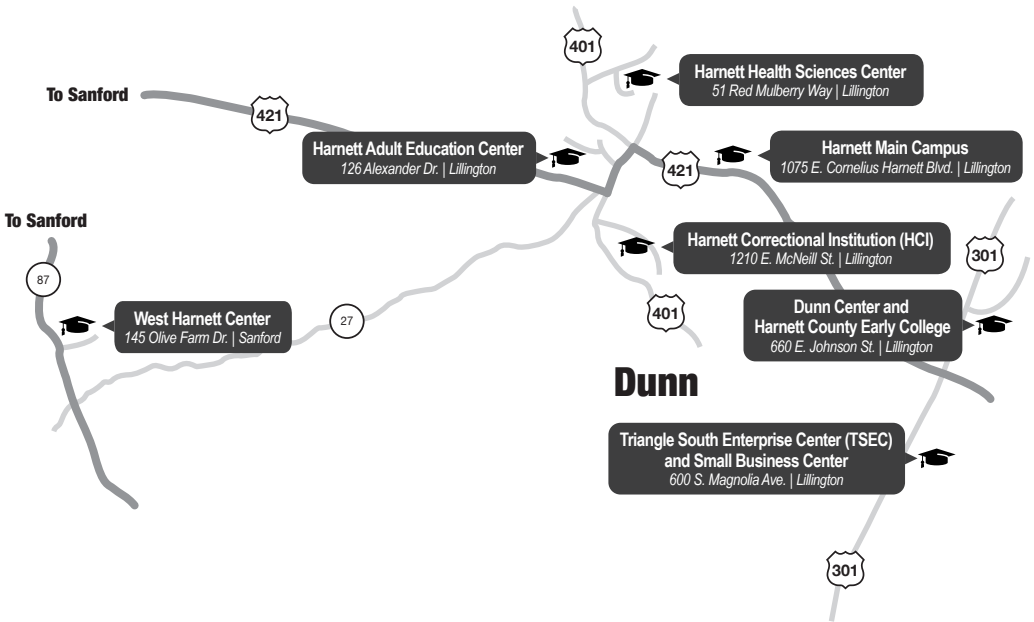 401
Harnett Health Sciences Center
51 Red Mulberry Way | Lillington
To Sanford
421
Harnett Adult Education Center
126 Alexander Dr. | Lillington
421
Harnett Main Campus
1075 E. Cornelius Harnett Blvd. | Lillington
To Sanford
87
Harnett Correctional Institution (HCI)
1210 E. McNeill St. | Lillington
301
West Harnett Center
145 Olive Farm Dr. | Sanford
27
401
Dunn Center and
Harnett County Early College
660 E. Johnson St. | Lillington
Dunn
Triangle South Enterprise Center (TSEC)
and Small Business Center
600 S. Magnolia Ave. | Lillington
301